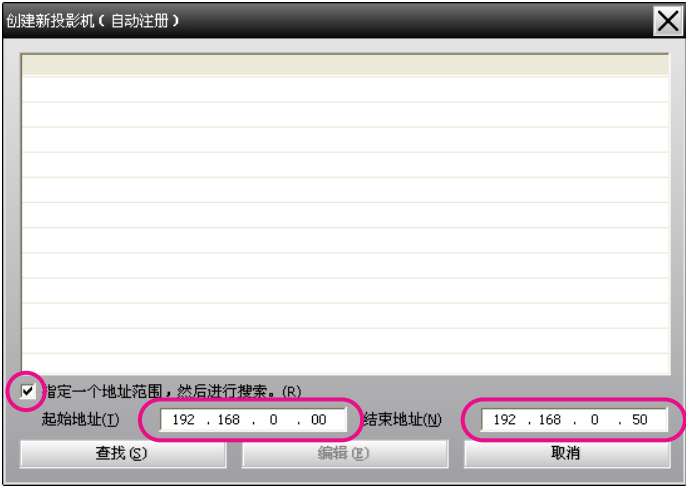 创建新投影机(自动注册)
指定一个地址范围,然后进行搜索。(R)
起始地址(T) 192 . 168 . 0 . 00 结束地址(N) 192 . 168 . 0 . 50
查找(S) 编辑(E) 取消